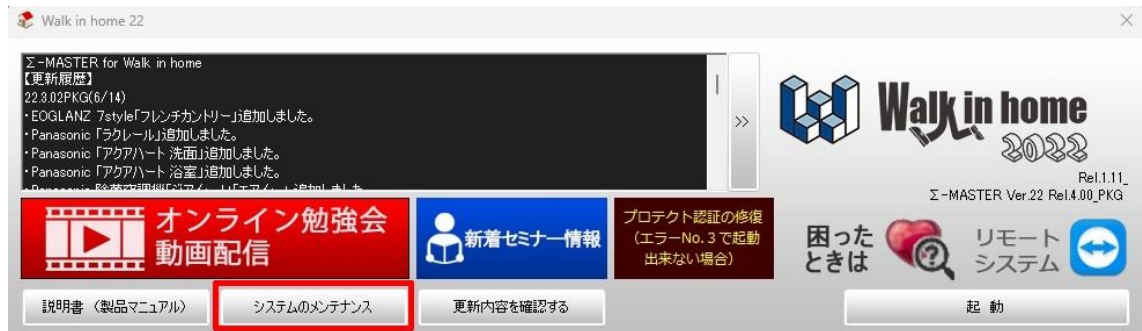 Walk in home 22
Σ-MASTER for Walk in home
【更新履歴】
22.3.02PKG(6/14)
・EOGLANZ 7style「フレンチカントリー」追加しました。
・Panasonic 「ラクレール」追加しました。
・Panasonic 「アクアハート 洗面」追加しました。
・Panasonic 「アクアハート 浴室」追加しました。
Walk in home
2022
Rel.1.11_
Σ-MASTER Ver.22 Rel.4.00_PKG
オンライン勉強会
動画配信
新着セミナー情報
プロテクト認証の修復
(エラーNo.3で起動
出来ない場合)
困った
ときは
リモート
システム
説明書 (製品マニュアル)
システムのメンテナンス
更新内容を確認する
起 動